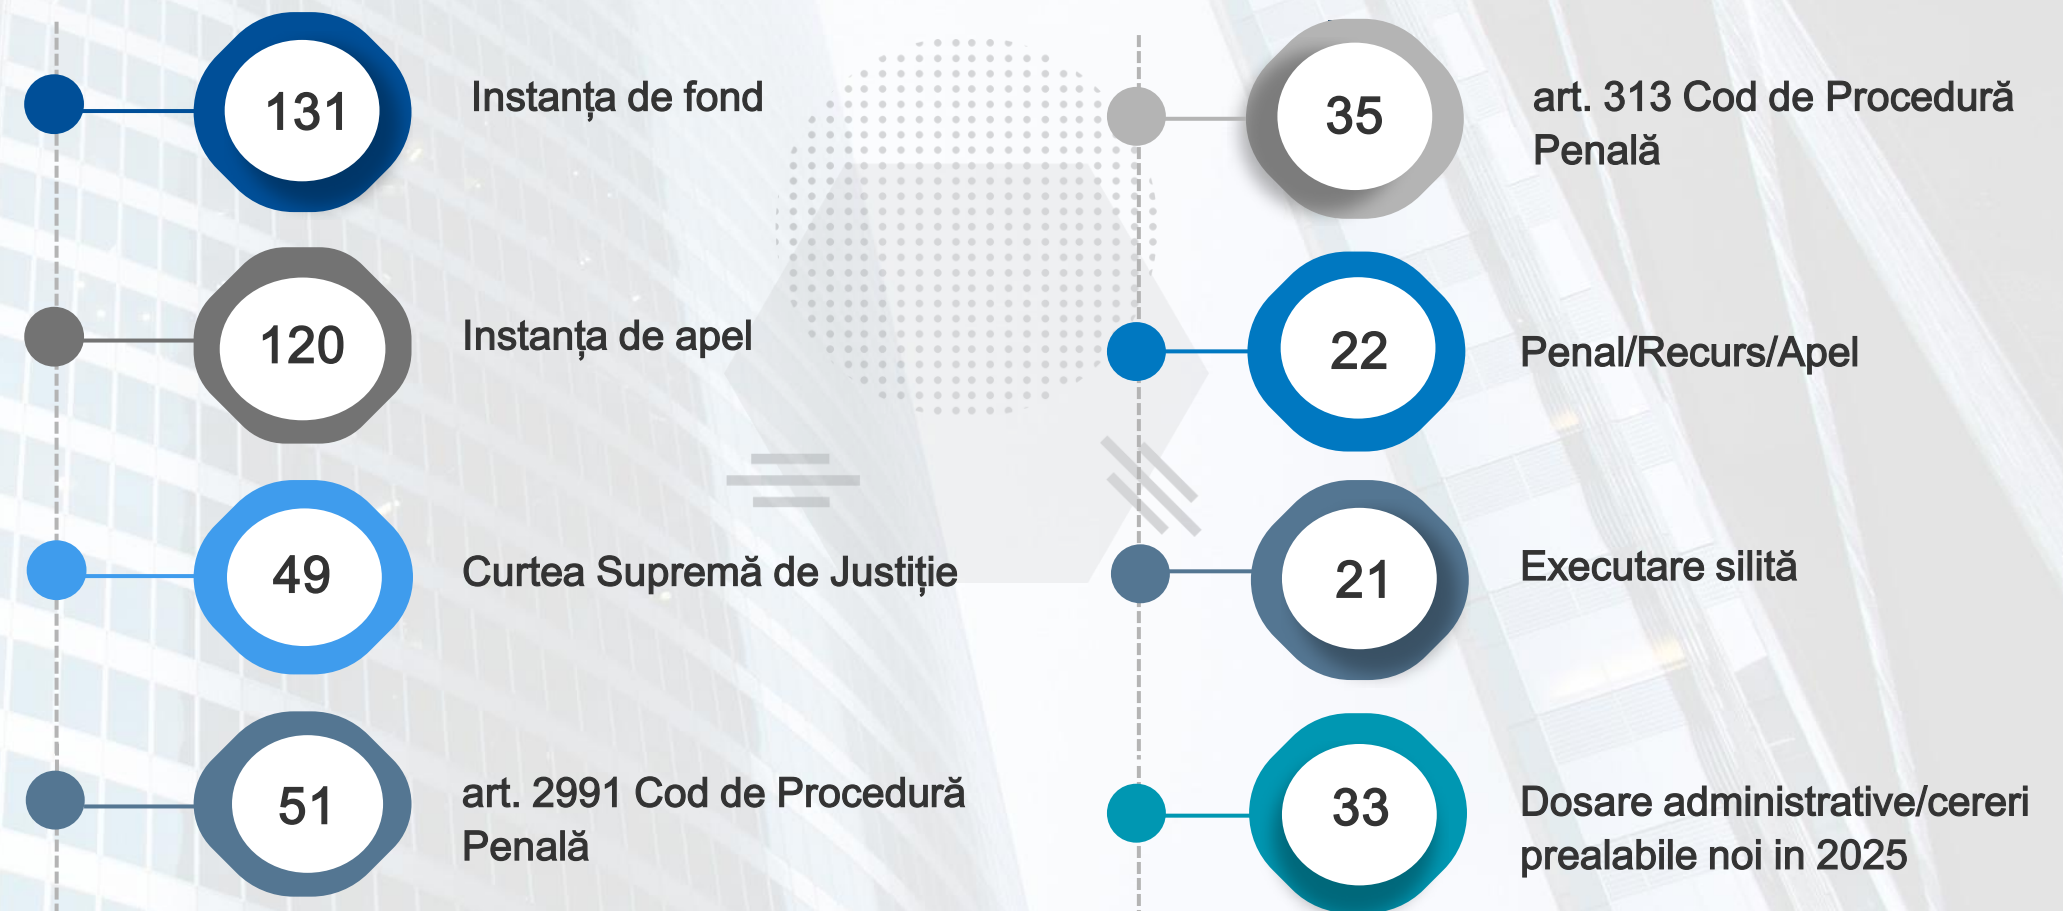 131
Instanța de fond
120
Instanța de apel
49
Curtea Supremă de Justiție
51
art. 2991 Cod de Procedură
Penală
35
art. 313 Cod de Procedură
Penală
22
Penal/Recurs/Apel
21
Executare silită
33
Dosare administrative/cereri
prealabile noi in 2025